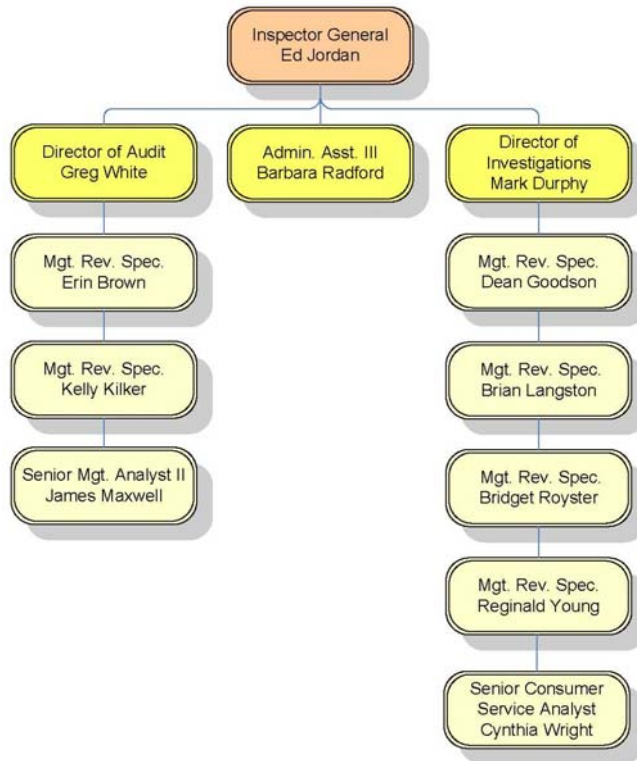 Inspector General
Ed Jordan
Director of Audit
Greg White
Admin. Asst. III
Barbara Radford
Director of
Investigations
Mark Durphy
Mgt. Rev. Spec.
Erin Brown
Mgt. Rev. Spec.
Dean Goodson
Mgt. Rev. Spec.
Kelly Kilker
Mgt. Rev. Spec.
Brian Langston
Senior Mgt. Analyst II
James Maxwell
Mgt. Rev. Spec.
Bridget Royster
Mgt. Rev. Spec.
Reginald Young
Senior Consumer
Service Analyst
Cynthia Wright